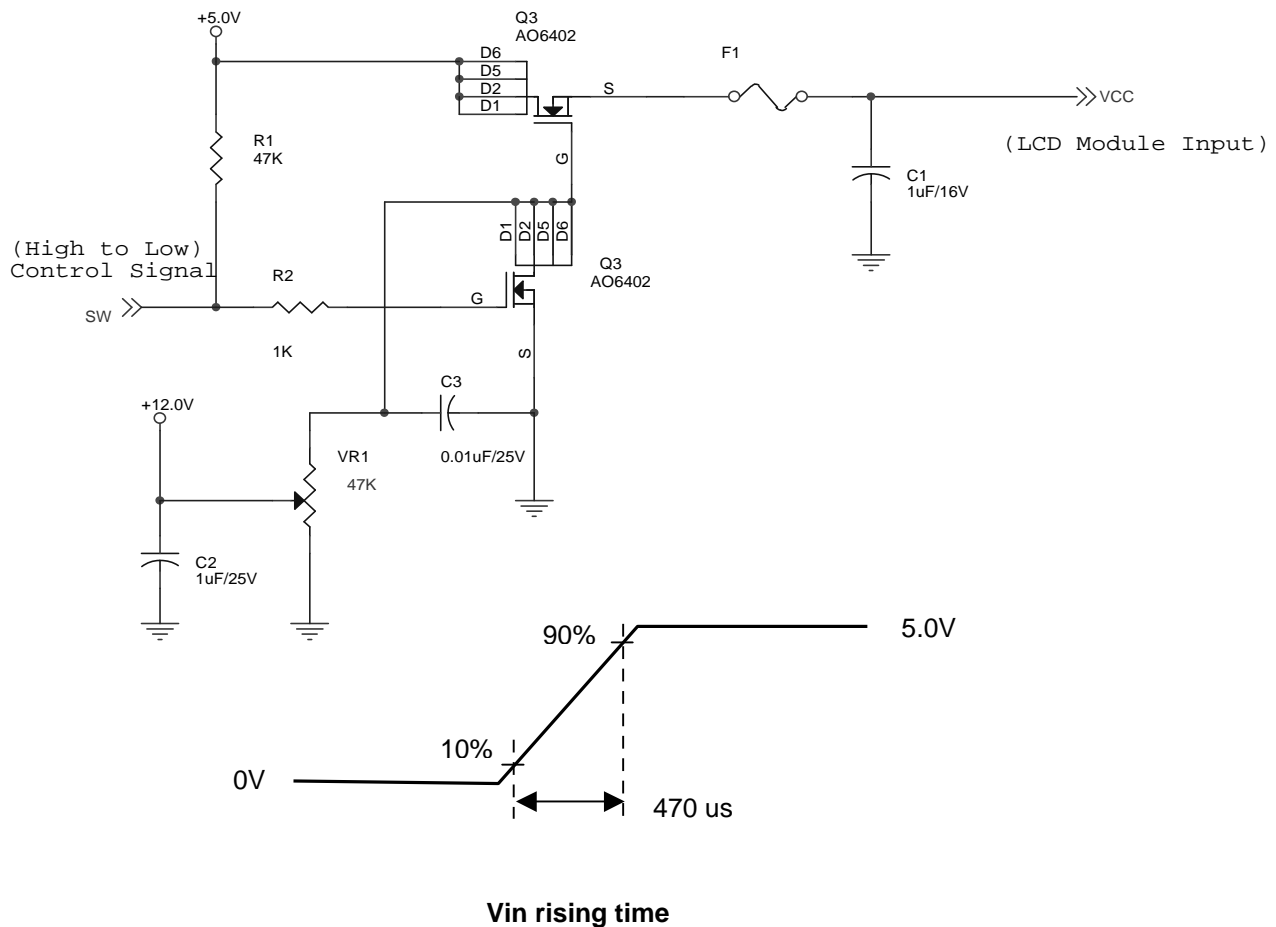 +5.0V
Q3
AO6402
D6
D5
D2
D1
S
F1
VCC
(LCD Module Input)
R1
47K
G
C1
1uF/16V
D1
D2
D5
D6
(High to Low)
Control Signal
R2
Q3
AO6402
SW
G
1K
S
+12.0V
C3
VR1
47K
0.01uF/25V
C2
1uF/25V
90%
5.0V
10%
0V
470 us
Vin rising time